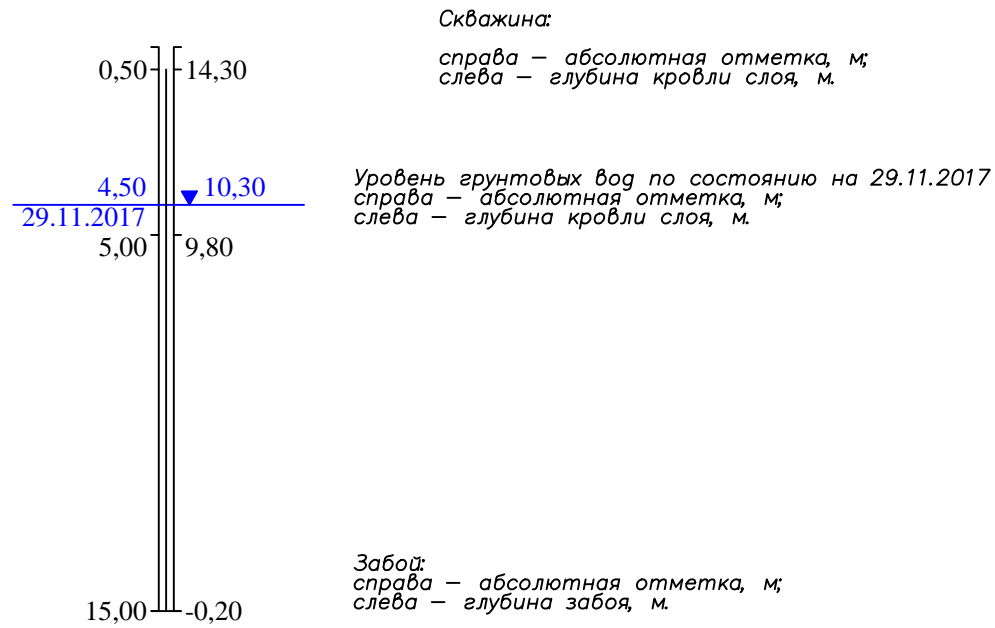 Скважина:
справа – абсолютная отметка, м;
слева – глубина кровли слоя, м.
0,50 14,30
Уровень грунтовых вод по состоянию на 29.11.2017
справа – абсолютная отметка, м;
слева – глубина кровли слоя, м.
4,50 10,30
29.11.2017
5,00 9,80
Забой:
справа – абсолютная отметка, м;
слева – глубина забоя, м.
15,00 -0,20